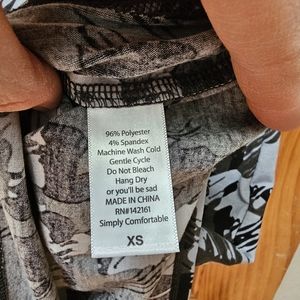 96% Polyester
4% Spandex
Machine Wash Cold
Gentle Cycle
Do Not Bleach
Hang Dry
or you'll be sad
MADE IN CHINA
RN#142161
Simply Comfortable
XS